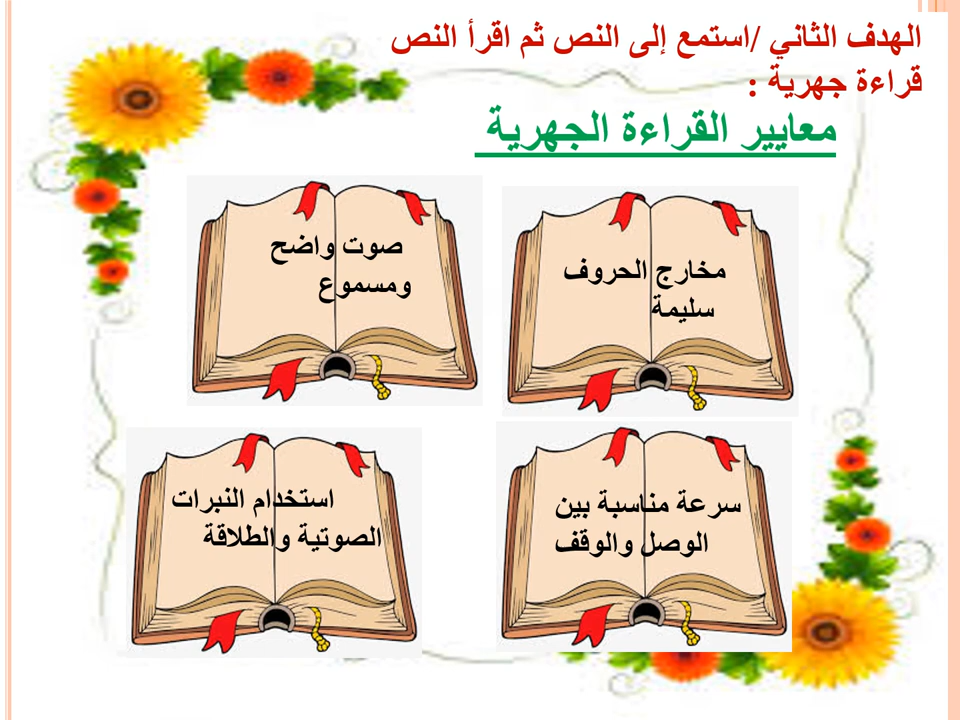 الهدف الثاني /استمع إلى النص ثم اقرأ النص
قراءة جهرية :
معايير القراءة الجهرية
مخارج الحروف
سليمة
صوت واضح
ومسموع
سرعة مناسبة بين
الوصل والوقف
استخدام النبرات
الصوتية والطلاقة